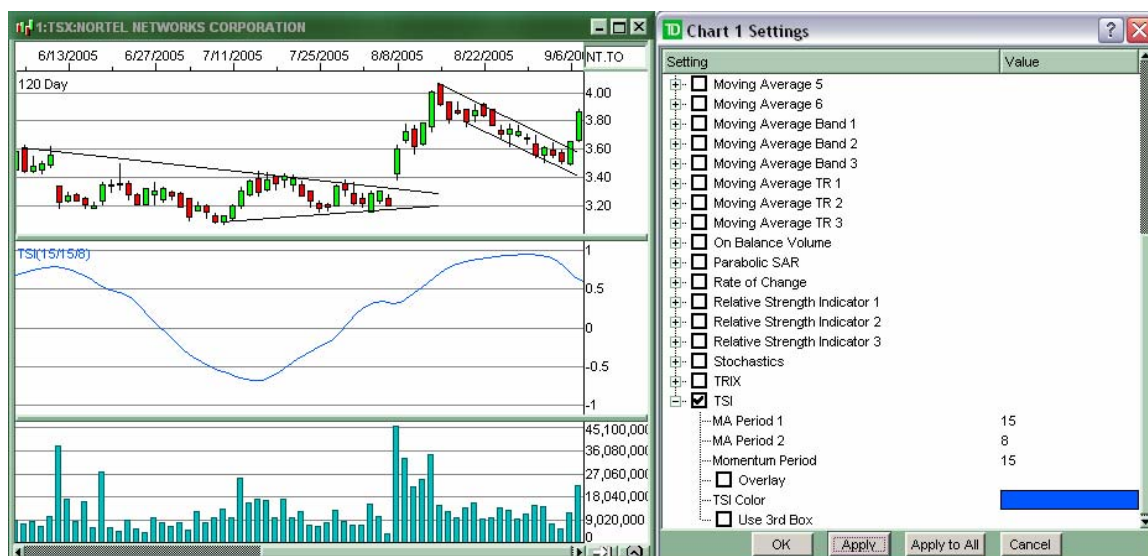 1:TSX:NORTEL NETWORKS CORPORATION
6/13/2005 6/27/2005 7/11/2005 7/25/2005 8/8/2005 8/22/2005 9/6/20 NT.TO
120 Day
4.00
3.80
3.60
3.40
3.20
TSI(15/15/8)
1
0.5
0
-0.5
-1
45,100,000
36,080,000
27,060,000
18,040,000
9,020,000
0
TD Chart 1 Settings
Setting Value
Moving Average 5
Moving Average 6
Moving Average Band 1
Moving Average Band 2
Moving Average Band 3
Moving Average TR 1
Moving Average TR 2
Moving Average TR 3
On Balance Volume
Parabolic SAR
Rate of Change
Relative Strength Indicator 1
Relative Strength Indicator 2
Relative Strength Indicator 3
Stochastics
TRIX
TSI
MA Period 1 15
MA Period 2 8
Momentum Period 15
Overlay
TSI Color
Use 3rd Box
OK Apply Apply to All Cancel